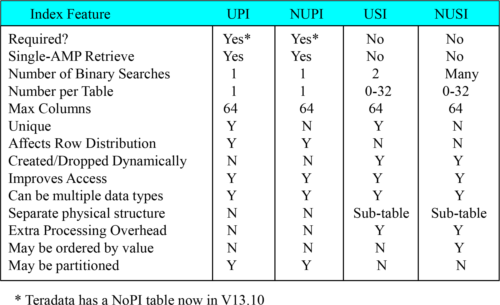 Index Feature UPI NUPI USI NUSI
Required? Yes* Yes* No No
Single-AMP Retrieve Yes Yes No No
Number of Binary Searches 1 1 2 Many
Number per Table 1 1 0-32 0-32
Max Columns 64 64 64 64
Unique Y N Y N
Affects Row Distribution Y Y N N
Created/Dropped Dynamically N N Y Y
Improves Access Y Y Y Y
Can be multiple data types Y Y Y Y
Separate physical structure N N Sub-table Sub-table
Extra Processing Overhead N N Y Y
May be ordered by value N N N Y
May be partitioned Y Y N N
* Teradata has a NoPI table now in V13.10